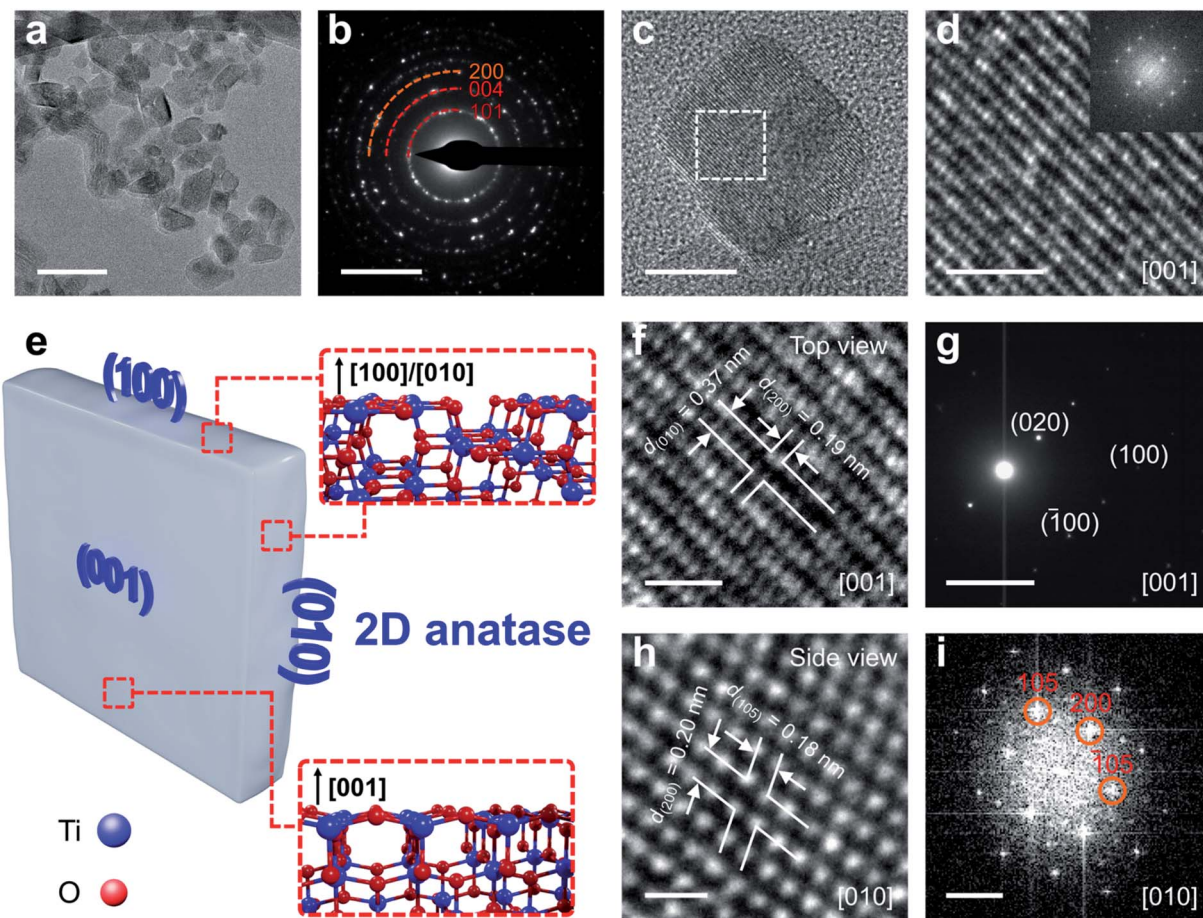 a
b
200
004
101
c
d
[001]
e
(100)
[100]/[010]
(001)
(010)
2D anatase
[001]
Ti
O
f
Top view
d(010) = 0.37 nm
d(200) = 0.19 nm
[001]
g
(020)
(100)
(1̄00)
[001]
h
Side view
d(200) = 0.20 nm
d(105) = 0.18 nm
[010]
i
105
200
1̄05
[010]